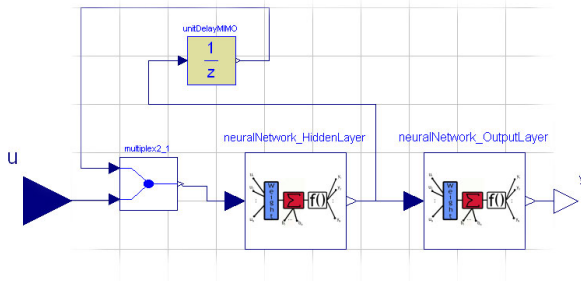 unitDelayMIMO
1
z
u
multiplex2_1
neuralNetwork_HiddenLayer
neuralNetwork_OutputLayer
y
f()
f()